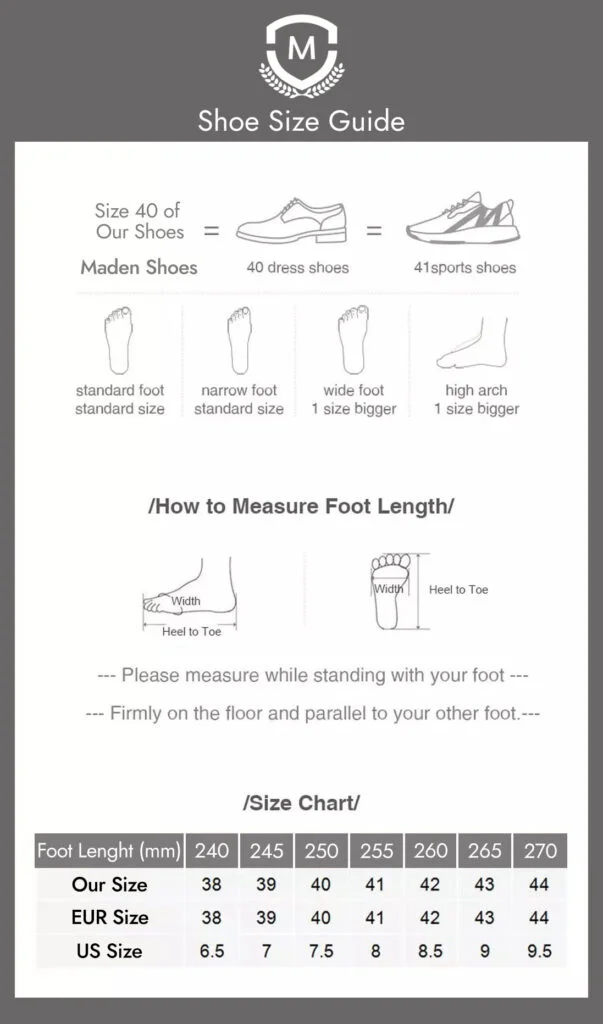 M
Shoe Size Guide
Size 40 of
Our Shoes = =
Maden Shoes 40 dress shoes 41sports shoes
standard foot narrow foot wide foot high arch
standard size standard size 1 size bigger 1 size bigger
/How to Measure Foot Length/
Width
Heel to Toe
Width Heel to Toe
--- Please measure while standing with your foot ---
--- Firmly on the floor and parallel to your other foot.---
/Size Chart/
Foot Lenght (mm) 240 245 250 255 260 265 270
Our Size 38 39 40 41 42 43 44
EUR Size 38 39 40 41 42 43 44
US Size 6.5 7 7.5 8 8.5 9 9.5